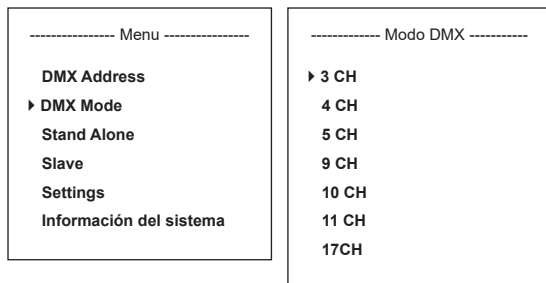 ---------------- Menu ----------------
DMX Address
DMX Mode
Stand Alone
Slave
Settings
Información del sistema
------------- Modo DMX -----------
3 CH
4 CH
5 CH
9 CH
10 CH
11 CH
17CH